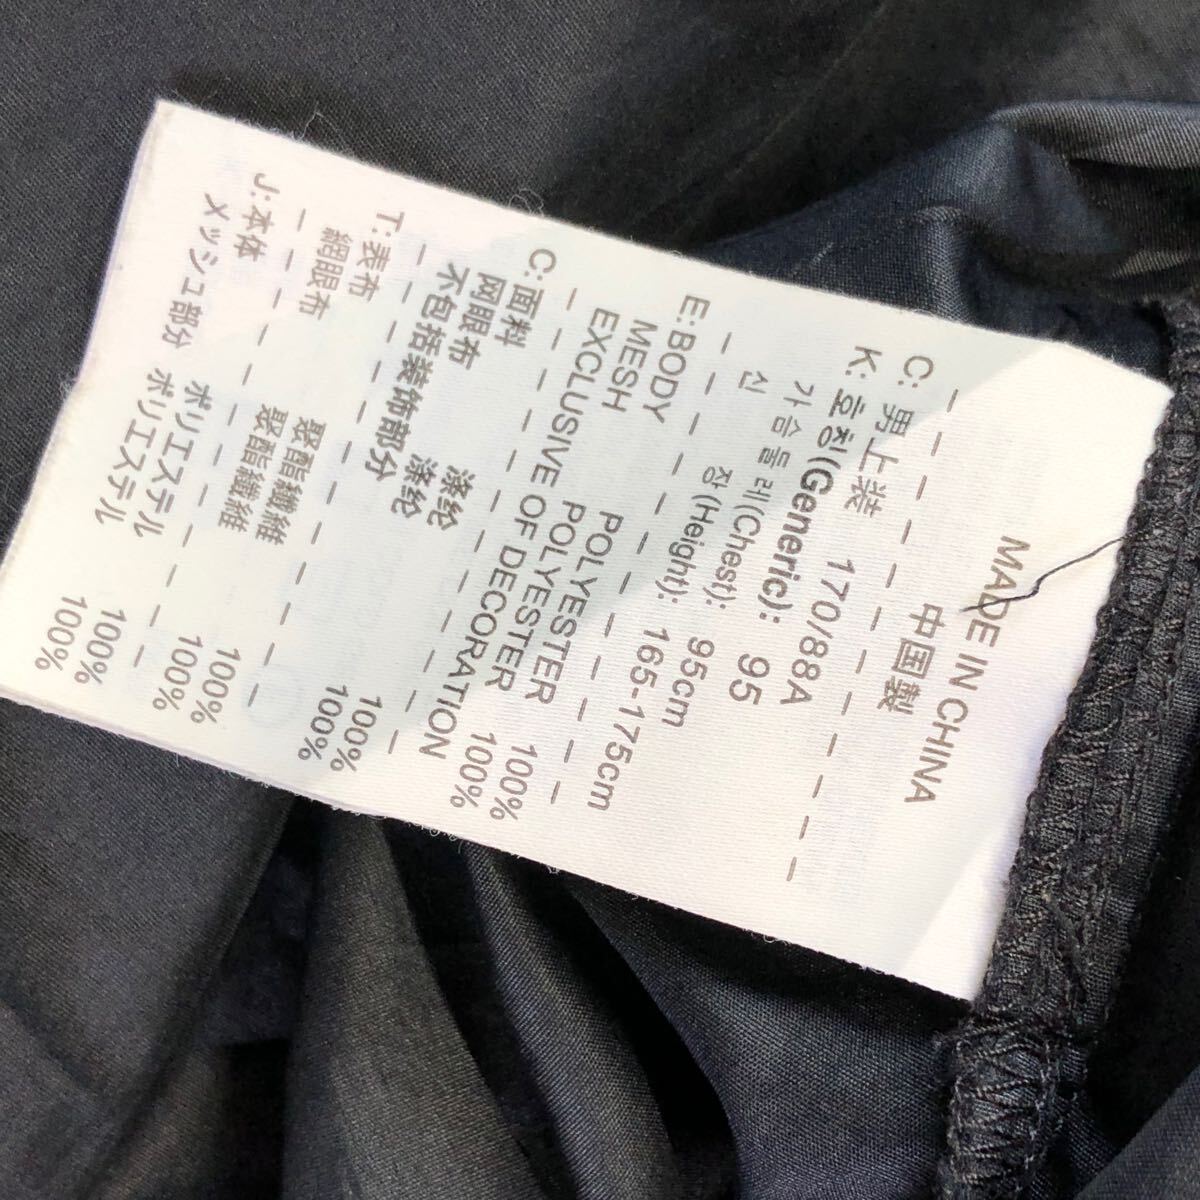 MADE IN CHINA
中国製
C: 男上装 170/88A
K: 호칭(Generic): 95
가슴둘레(Chest): 95cm
신 장(Height): 165-175cm
E: BODY POLYESTER 100%
MESH POLYESTER 100%
EXCLUSIVE OF DECORATION
C: 面料 涤纶 100%
网眼布 涤纶 100%
不包括装饰部分
T: 表布 聚酯纖維 100%
網眼布 聚酯纖維 100%
J: 本体 ポリエステル 100%
メッシュ部分 ポリエステル 100%